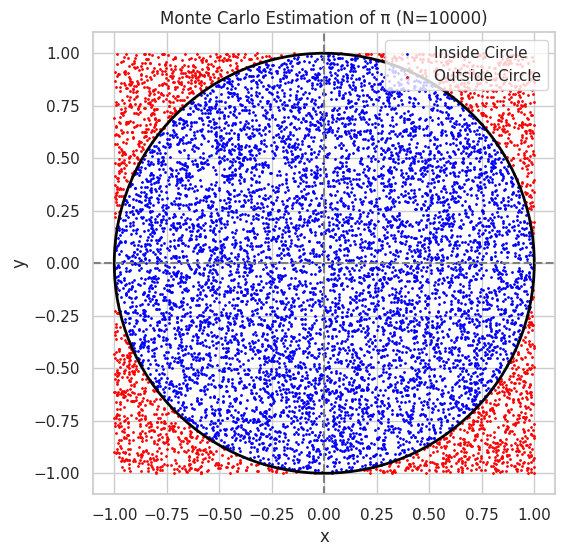 Monte Carlo Estimation of π (N=10000)
Inside Circle
Outside Circle
1.00
0.75
0.50
0.25
0.00
−0.25
−0.50
−0.75
−1.00
y
−1.00 −0.75 −0.50 −0.25 0.00 0.25 0.50 0.75 1.00
x